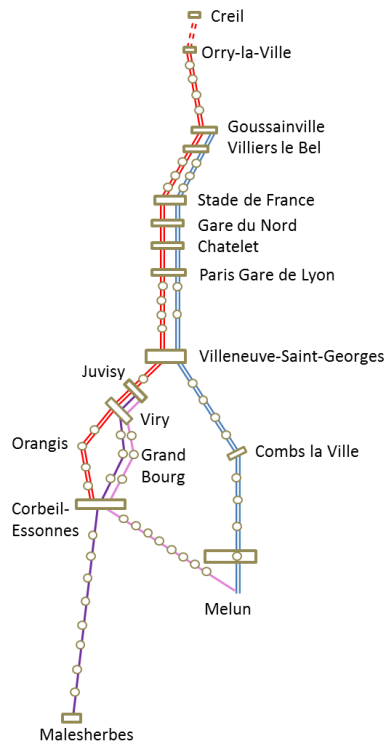 Creil
Orry-la-Ville
Goussainville
Villiers le Bel
Stade de France
Gare du Nord
Chatelet
Paris Gare de Lyon
Villeneuve-Saint-Georges
Juvisy
Viry
Orangis
Grand
Bourg
Combs la Ville
Corbeil-
Essonnes
Melun
Malesherbes